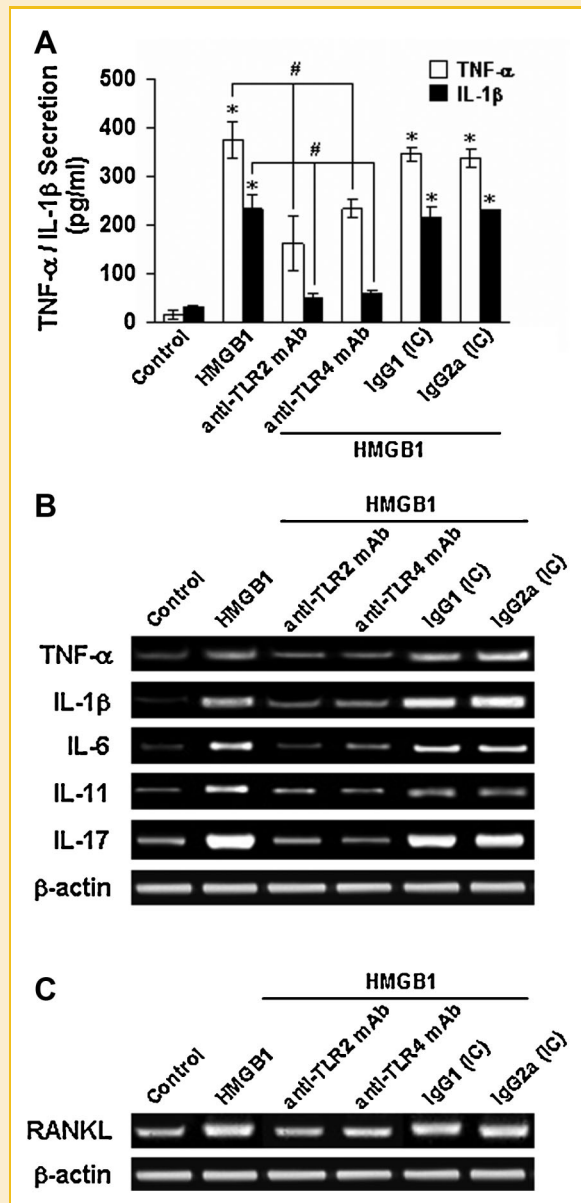 A
TNF-α / IL-1β Secretion
(pg/ml)
500
400
300
200
100
0
TNF-α
IL-1β
#
#
*
*
*
*
*
*
Control
HMGB1
anti-TLR2 mAb
anti-TLR4 mAb
IgG1 (IC)
IgG2a (IC)
HMGB1
B
HMGB1
Control
HMGB1
anti-TLR2 mAb
anti-TLR4 mAb
IgG1 (IC)
IgG2a (IC)
TNF-α
IL-1β
IL-6
IL-11
IL-17
β-actin
C
HMGB1
Control
HMGB1
anti-TLR2 mAb
anti-TLR4 mAb
IgG1 (IC)
IgG2a (IC)
RANKL
β-actin